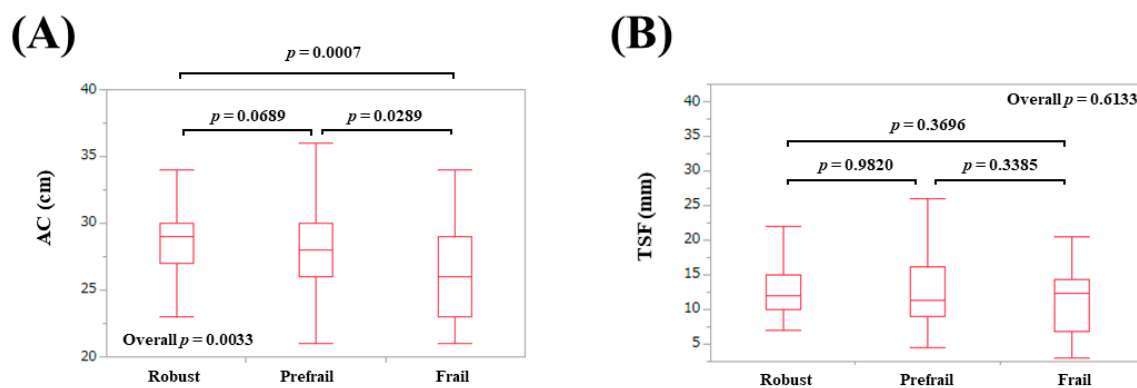 (A)
p = 0.0007
40
p = 0.0689
p = 0.0289
35
AC (cm)
30
25
Overall p = 0.0033
20
Robust
Prefrail
Frail
(B)
40
Overall p = 0.6133
35
p = 0.3696
30
p = 0.9820
p = 0.3385
25
TSF (mm)
20
15
10
5
Robust
Prefrail
Frail